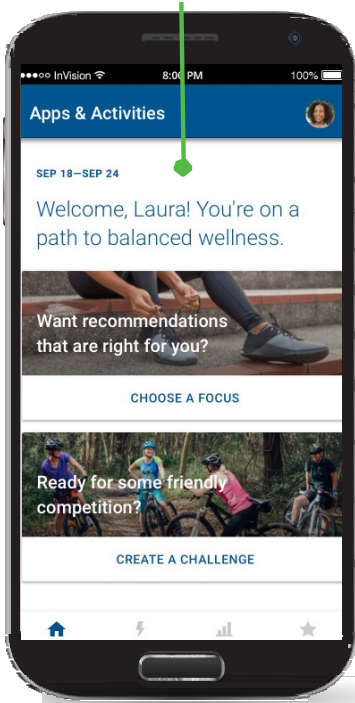 InVision 8:00 PM 100%
Apps & Activities
SEP 18—SEP 24
Welcome, Laura! You're on a
path to balanced wellness.
Want recommendations
that are right for you?
CHOOSE A FOCUS
Ready for some friendly
competition?
CREATE A CHALLENGE